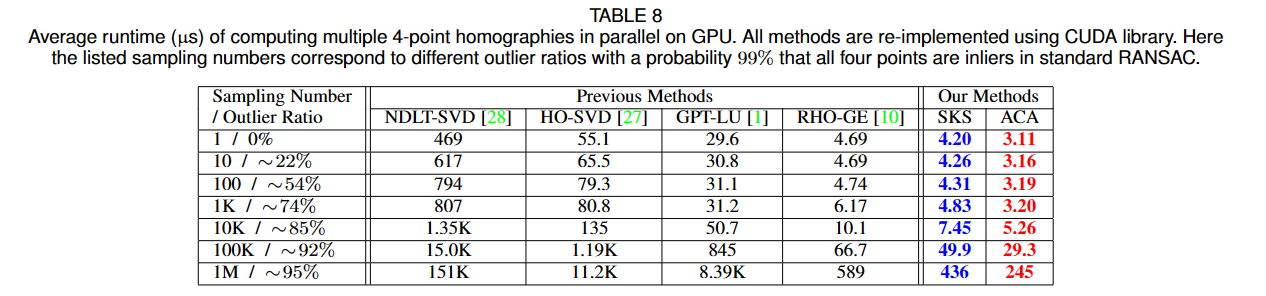 TABLE 8
Average runtime (μs) of computing multiple 4-point homographies in parallel on GPU. All methods are re-implemented using CUDA library. Here
the listed sampling numbers correspond to different outlier ratios with a probability 99% that all four points are inliers in standard RANSAC.
Sampling Number Previous Methods Our Methods
/ Outlier Ratio NDLT-SVD [28] HO-SVD [27] GPT-LU [1] RHO-GE [10] SKS ACA
1 / 0% 469 55.1 29.6 4.69 4.20 3.11
10 / ∼22% 617 65.5 30.8 4.69 4.26 3.16
100 / ∼54% 794 79.3 31.1 4.74 4.31 3.19
1K / ∼74% 807 80.8 31.2 6.17 4.83 3.20
10K / ∼85% 1.35K 135 50.7 10.1 7.45 5.26
100K / ∼92% 15.0K 1.19K 845 66.7 49.9 29.3
1M / ∼95% 151K 11.2K 8.39K 589 436 245